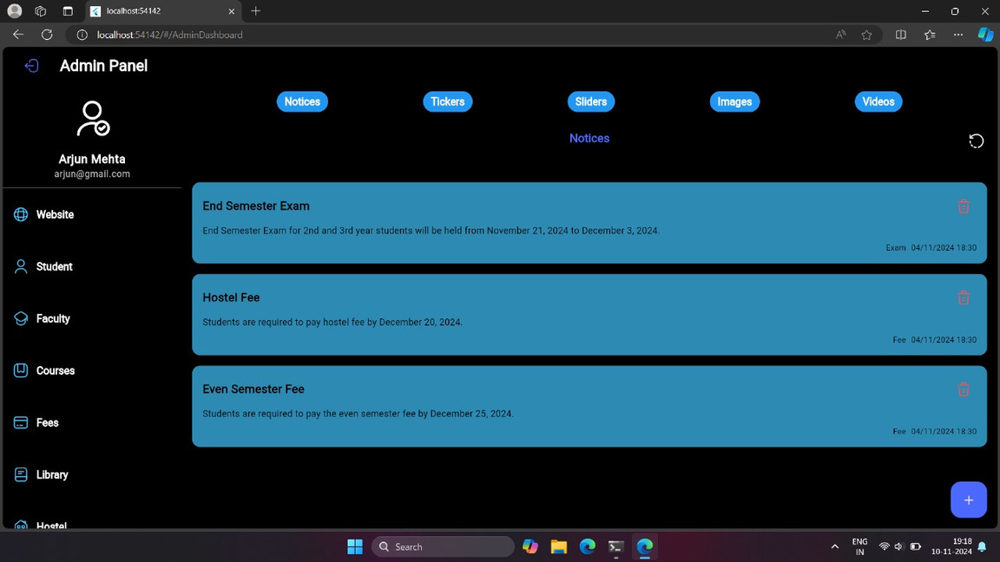 localhost:54142
localhost:54142/#/AdminDashboard
Admin Panel
Arjun Mehta
arjun@gmail.com
Website
Student
Faculty
Courses
Fees
Library
Hostel
Notices Tickers Sliders Images Videos
Notices
End Semester Exam
End Semester Exam for 2nd and 3rd year students will be held from November 21, 2024 to December 3, 2024.
Exam 04/11/2024 18:30
Hostel Fee
Students are required to pay hostel fee by December 20, 2024.
Fee 04/11/2024 18:30
Even Semester Fee
Students are required to pay the even semester fee by December 25, 2024.
Fee 04/11/2024 18:30
Search
ENG
IN
19:18
10-11-2024